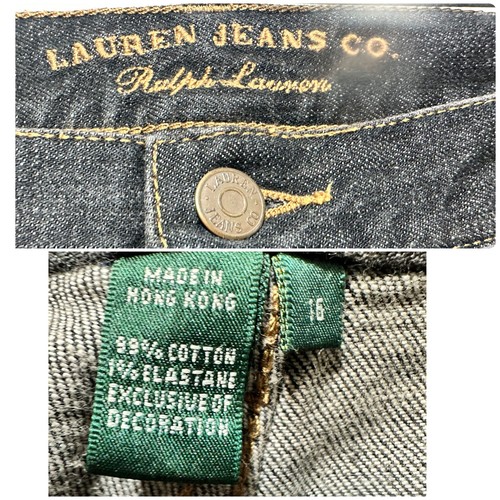 LAUREN JEANS CO.
Ralph Lauren
LAUREN
JEANS CO
MADE IN
HONG KONG
99% COTTON
1% ELASTANE
EXCLUSIVE OF
DECORATION
16